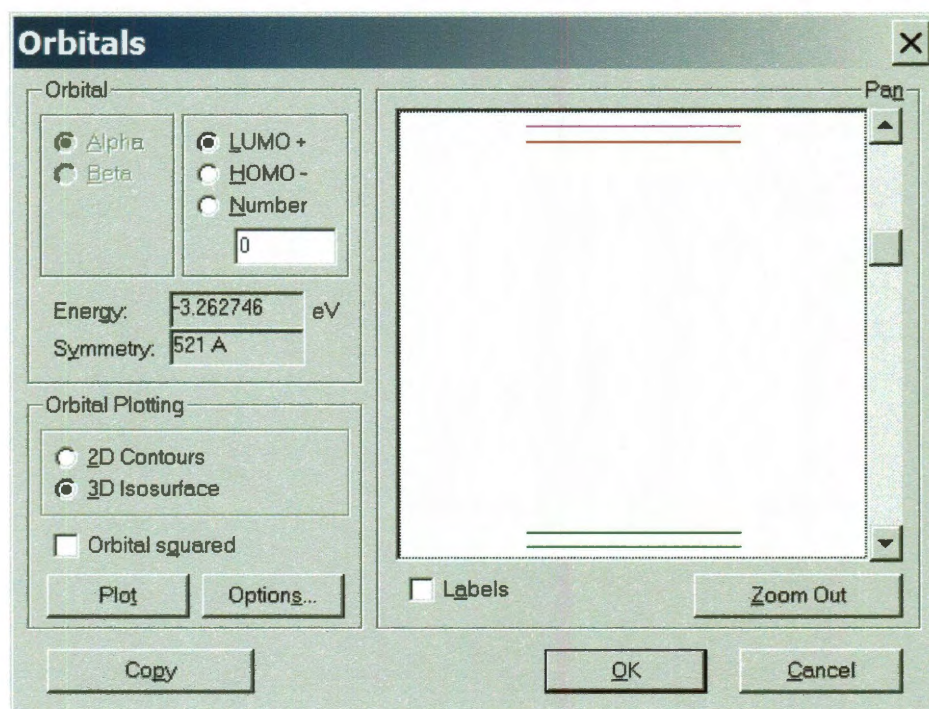 Orbitals
Orbital
Alpha
Beta
LUMO +
HOMO -
Number
0
Energy: -3.262746 eV
Symmetry: 521 A
Orbital Plotting
2D Contours
3D Isosurface
Orbital squared
Plot Options...
Copy
Pan
Labels
Zoom Out
OK Cancel